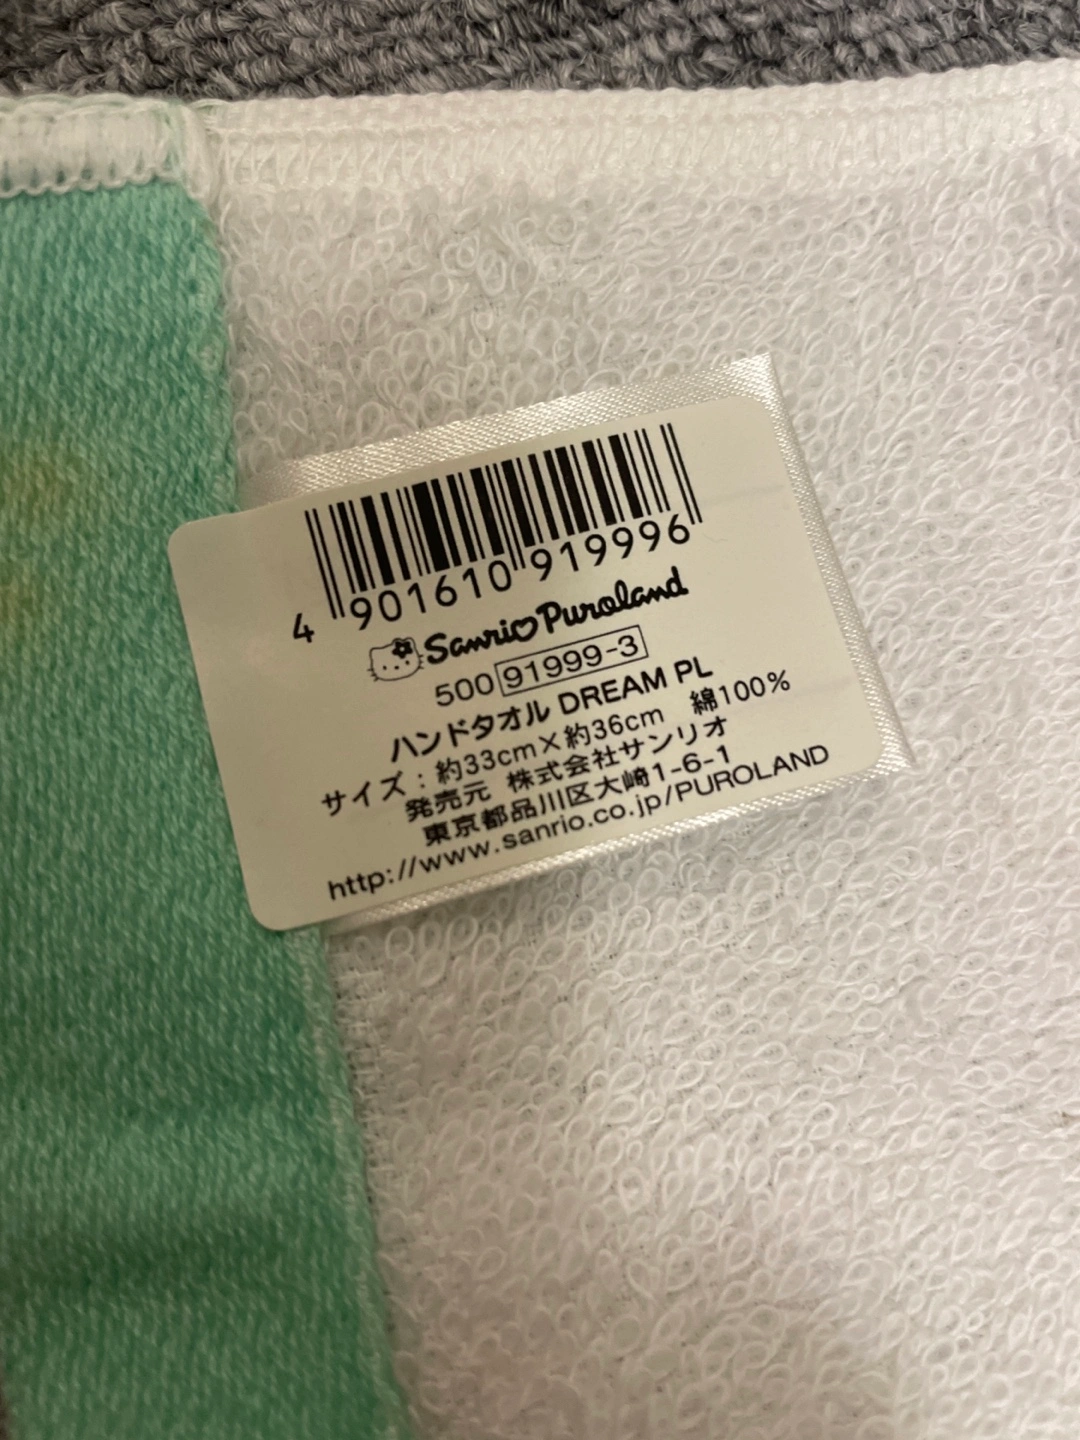 4 901610 919996
Sanrio Puroland
500 91999-3
ハンドタオル DREAM PL
サイズ：約33cm×約36cm 綿100%
発売元 株式会社サンリオ
東京都品川区大崎1-6-1
http://www.sanrio.co.jp/PUROLAND